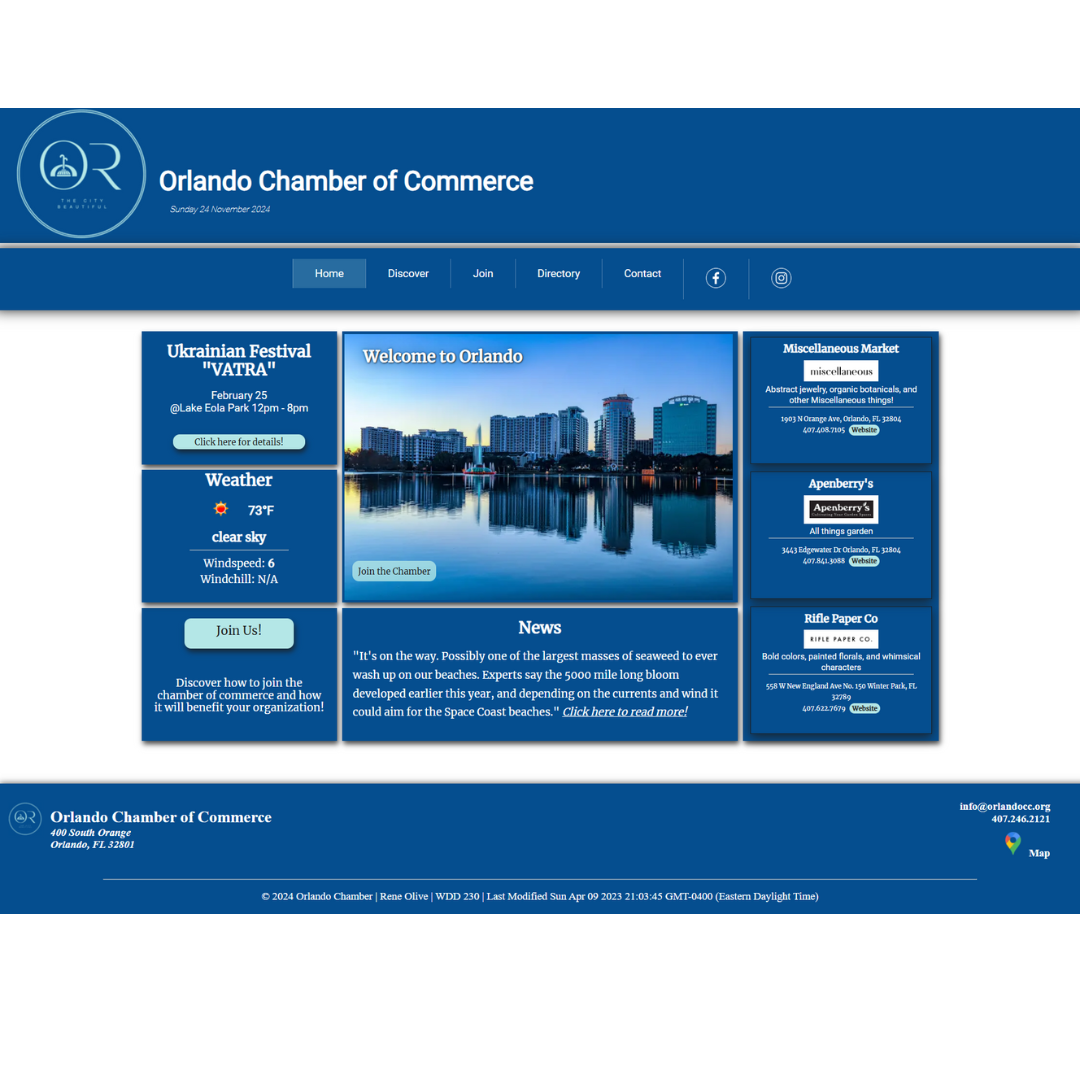 OR
THE CITY
BEAUTIFUL
Orlando Chamber of Commerce
Sunday 24 November 2024
Home
Discover
Join
Directory
Contact
Ukrainian Festival
"VATRA"
February 25
@Lake Eola Park 12pm - 8pm
Click here for details!
Weather
73°F
clear sky
Windspeed: 6
Windchill: N/A
Join Us!
Discover how to join the
chamber of commerce and how
it will benefit your organization!
Welcome to Orlando
Join the Chamber
News
"It's on the way. Possibly one of the largest masses of seaweed to ever
wash up on our beaches. Experts say the 5000 mile long bloom
developed earlier this year, and depending on the currents and wind it
could aim for the Space Coast beaches." Click here to read more!
Miscellaneous Market
miscellaneous
Abstract jewelry, organic botanicals, and
other Miscellaneous things!
1903 N Orange Ave, Orlando, FL 32804
407.408.7105 Website
Apenberry's
Apenberry's
All things garden
3443 Edgewater Dr Orlando, FL 32804
407.841.3088 Website
Rifle Paper Co
RIFLE PAPER CO.
Bold colors, painted florals, and whimsical
characters
558 W New England Ave No. 150 Winter Park, FL
32789
407.622.7679 Website
OR
Orlando Chamber of Commerce
400 South Orange
Orlando, FL 32801
info@orlandocc.org
407.246.2121
Map
© 2024 Orlando Chamber | Rene Olive | WDD 230 | Last Modified Sun Apr 09 2023 21:03:45 GMT-0400 (Eastern Daylight Time)